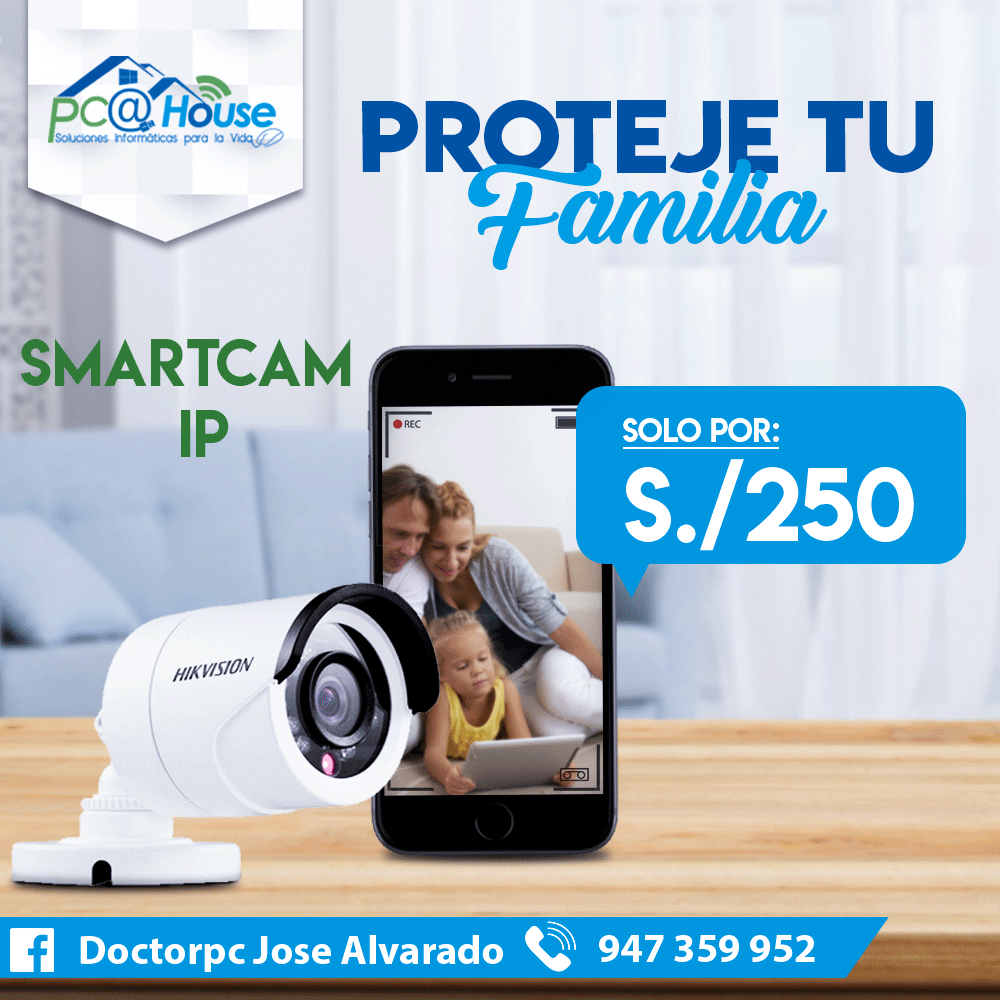 PC@House
Soluciones Informáticas para la Vida
PROTEJE TU
Familia
SMARTCAM
IP
REC
SOLO POR:
S./250
HIKVISION
Doctorpc Jose Alvarado
947 359 952